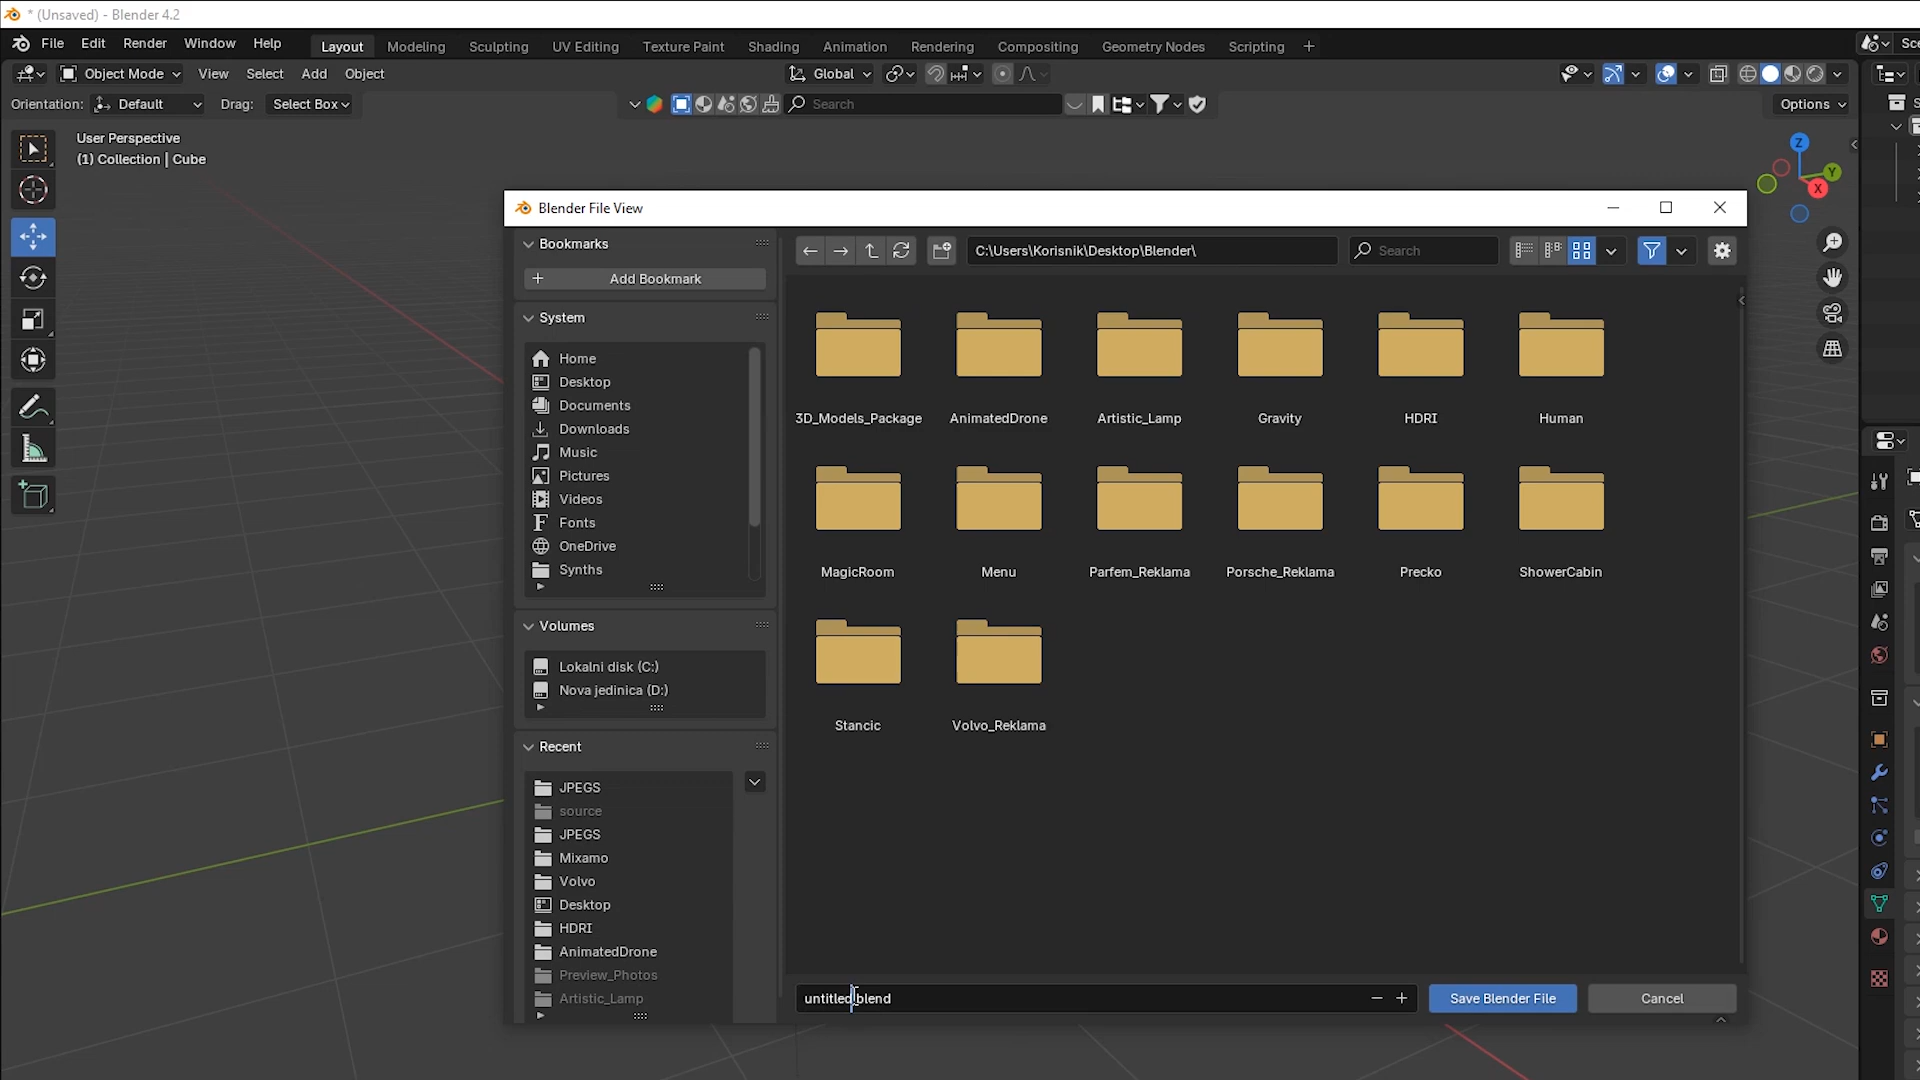 * (Unsaved) - Blender 4.2
File Edit Render Window Help Layout Modeling Sculpting UV Editing Texture Paint Shading Animation Rendering Compositing Geometry Nodes Scripting +
Object Mode View Select Add Object Global
Orientation: Default Drag: Select Box Search Options
User Perspective
(1) Collection | Cube
Z
Y
X
Blender File View
Bookmarks
Add Bookmark
System
Home
Desktop
Documents
Downloads
Music
Pictures
Videos
Fonts
OneDrive
Synths
Volumes
Lokalni disk (C:)
Nova jedinica (D:)
Recent
JPEGS
source
JPEGS
Mixamo
Volvo
Desktop
HDRI
AnimatedDrone
Preview_Photos
Artistic_Lamp
C:\Users\Korisnik\Desktop\Blender\ Search
3D_Models_Package AnimatedDrone Artistic_Lamp Gravity HDRI Human
MagicRoom Menu Parfem_Reklama Porsche_Reklama Precko ShowerCabin
Stancic Volvo_Reklama
untitled.blend Save Blender File Cancel